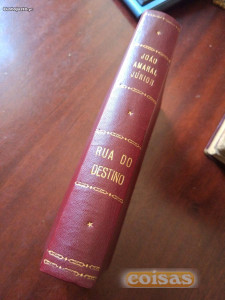 JOÃO
AMARAL
JÚNIOR
RUA DO
DESTINO
coisas